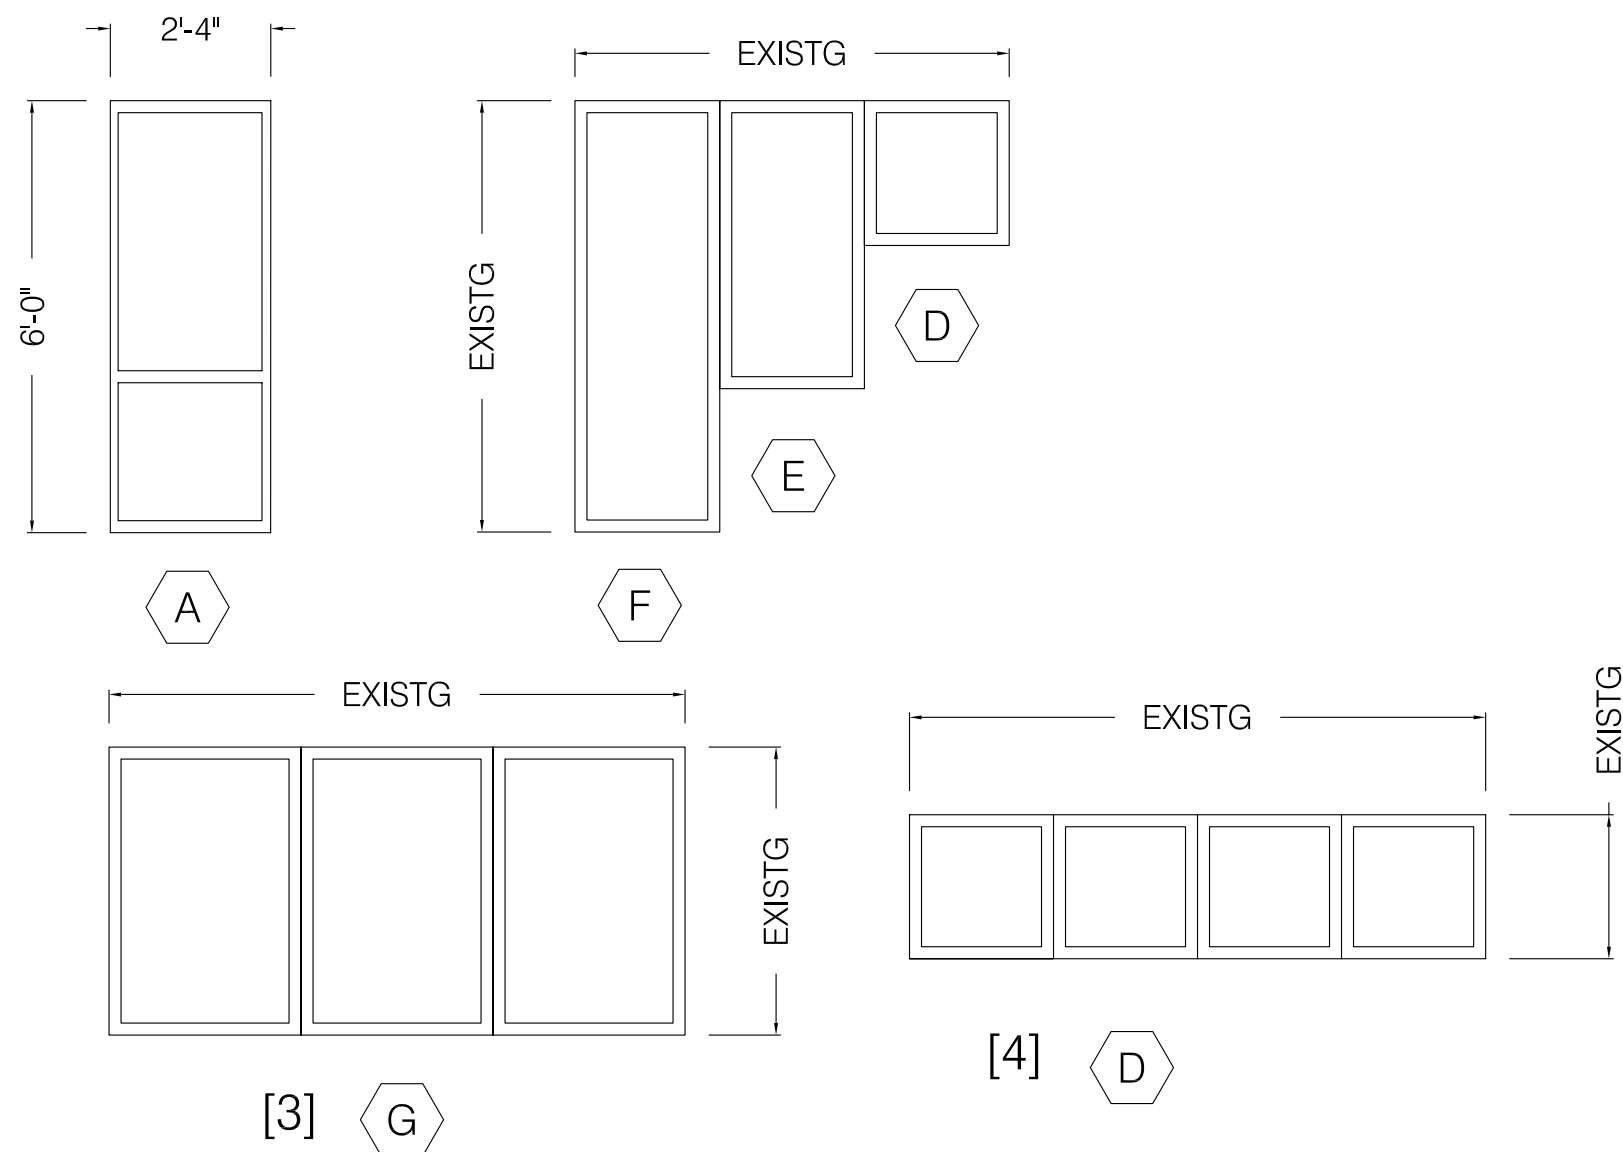 2'-4"
EXISTG
6'-0"
EXISTG
D
E
A
F
EXISTG
EXISTG
EXISTG
EXISTG
[3] G
[4] D